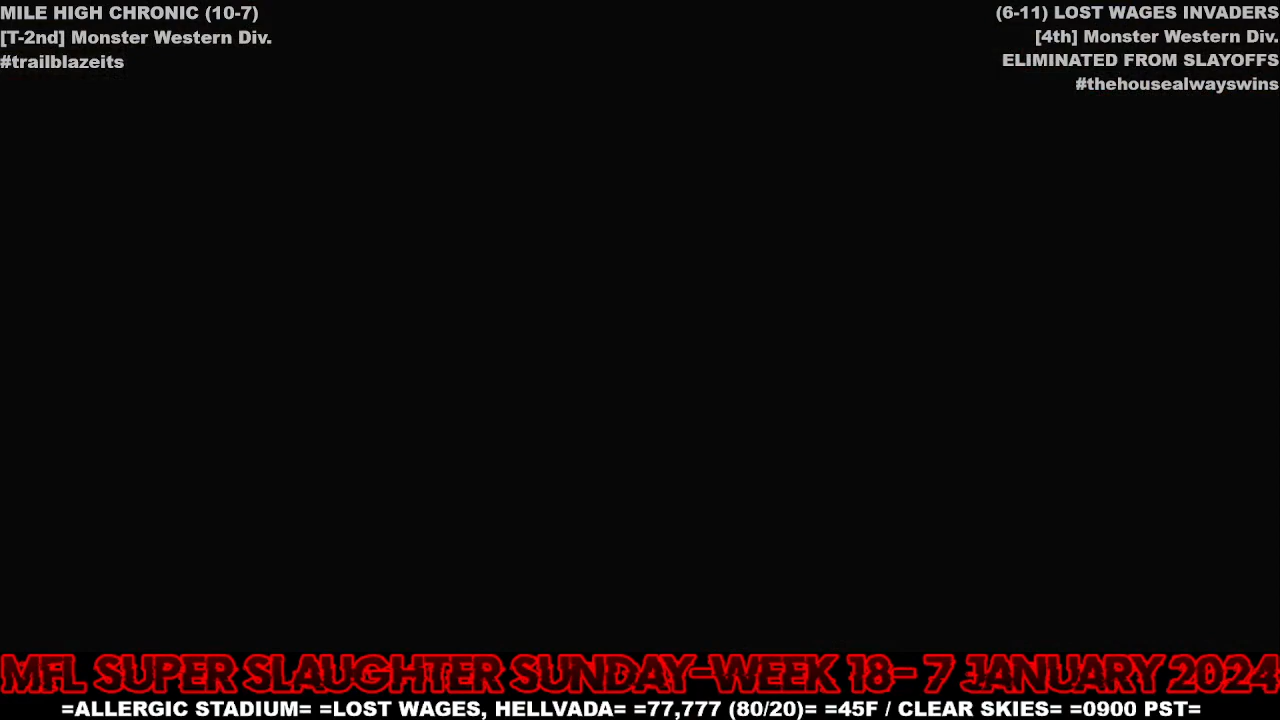 MILE HIGH CHRONIC (10-7)
[T-2nd] Monster Western Div.
#trailblazeits
(6-11) LOST WAGES INVADERS
[4th] Monster Western Div.
ELIMINATED FROM SLAYOFFS
#thehousealwayswins
MFL SUPER SLAUGHTER SUNDAY-WEEK 18- 7 JANUARY 2024
=ALLERGIC STADIUM= =LOST WAGES, HELLVADA= =77,777 (80/20)= =45F / CLEAR SKIES= =0900 PST=